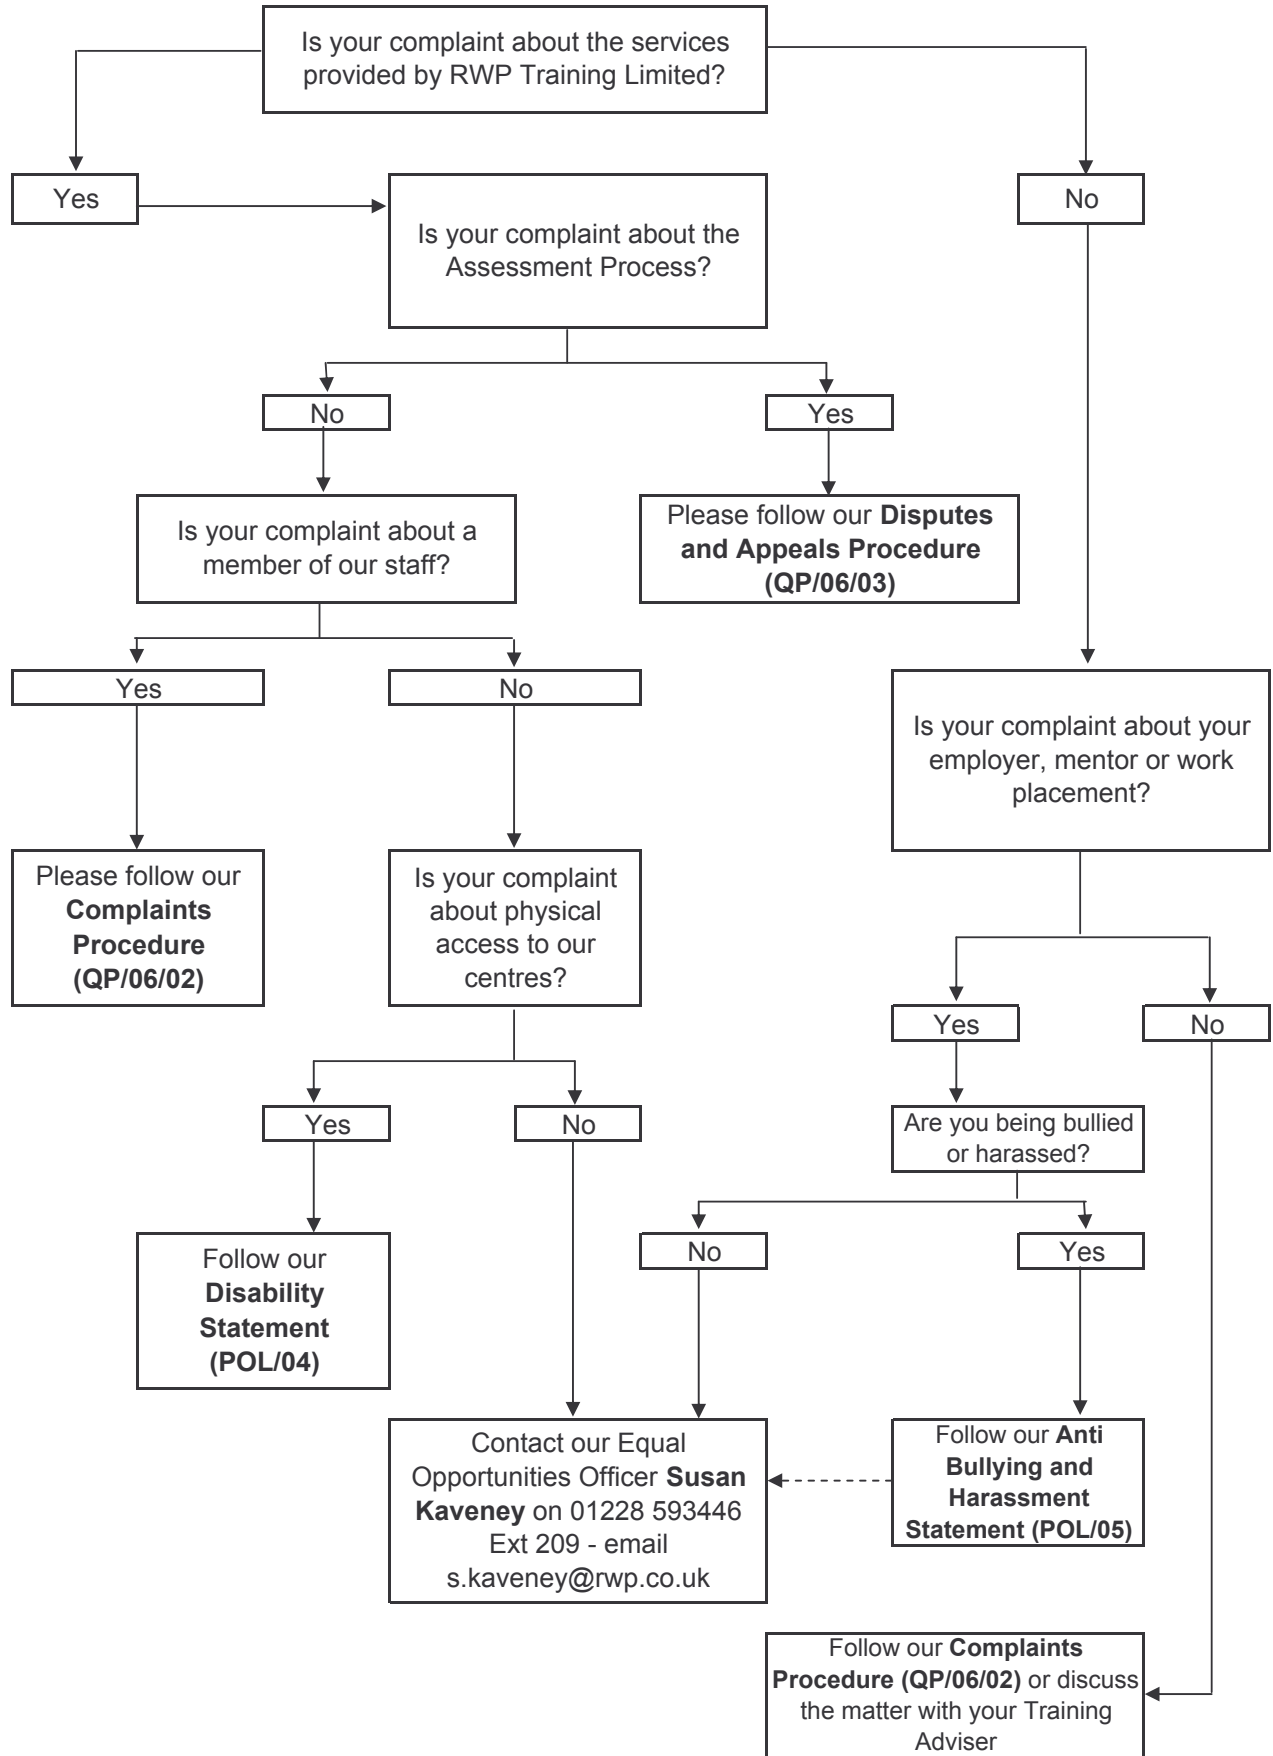 Is your complaint about the services
provided by RWP Training Limited?
Yes
No
Is your complaint about the
Assessment Process?
No
Yes
Is your complaint about a
member of our staff?
Please follow our Disputes
and Appeals Procedure
(QP/06/03)
Yes
No
Is your complaint about your
employer, mentor or work
placement?
Please follow our
Complaints
Procedure
(QP/06/02)
Is your complaint
about physical
access to our
centres?
Yes
No
Yes
No
Are you being bullied
or harassed?
No
Yes
Follow our
Disability
Statement
(POL/04)
Contact our Equal
Opportunities Officer Susan
Kaveney on 01228 593446
Ext 209 - email
s.kaveney@rwp.co.uk
Follow our Anti
Bullying and
Harassment
Statement (POL/05)
Follow our Complaints
Procedure (QP/06/02) or discuss
the matter with your Training
Adviser